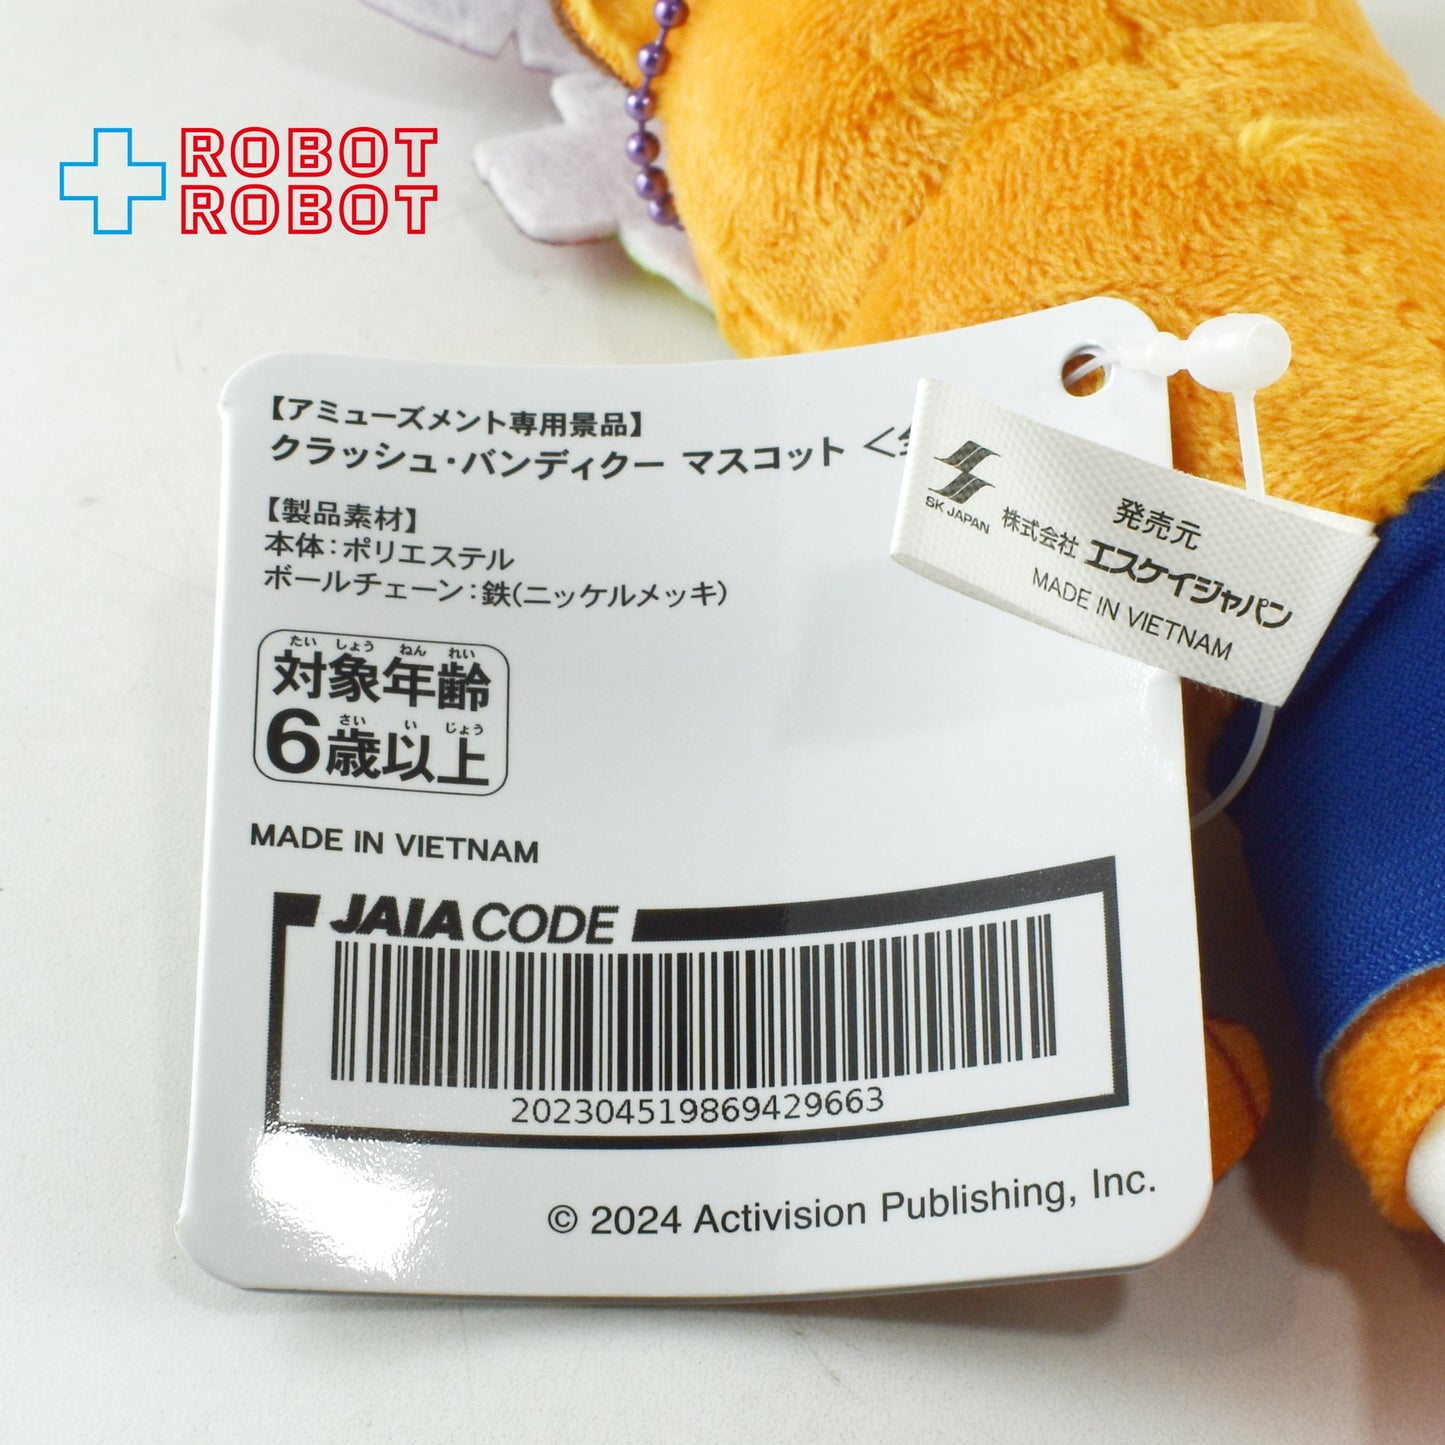 ROBOT
ROBOT
【アミューズメント専用景品】
クラッシュ・バンディクー マスコット <
【製品素材】
本体：ポリエステル
ボールチェーン：鉄(ニッケルメッキ)
たい しょう ねん れい
対象年齢
さい い じょう
6歳以上
MADE IN VIETNAM
JAIA CODE
202304519869429663
© 2024 Activision Publishing, Inc.
SK JAPAN
発売元
株式会社 エスケイジャパン
MADE IN VIETNAM